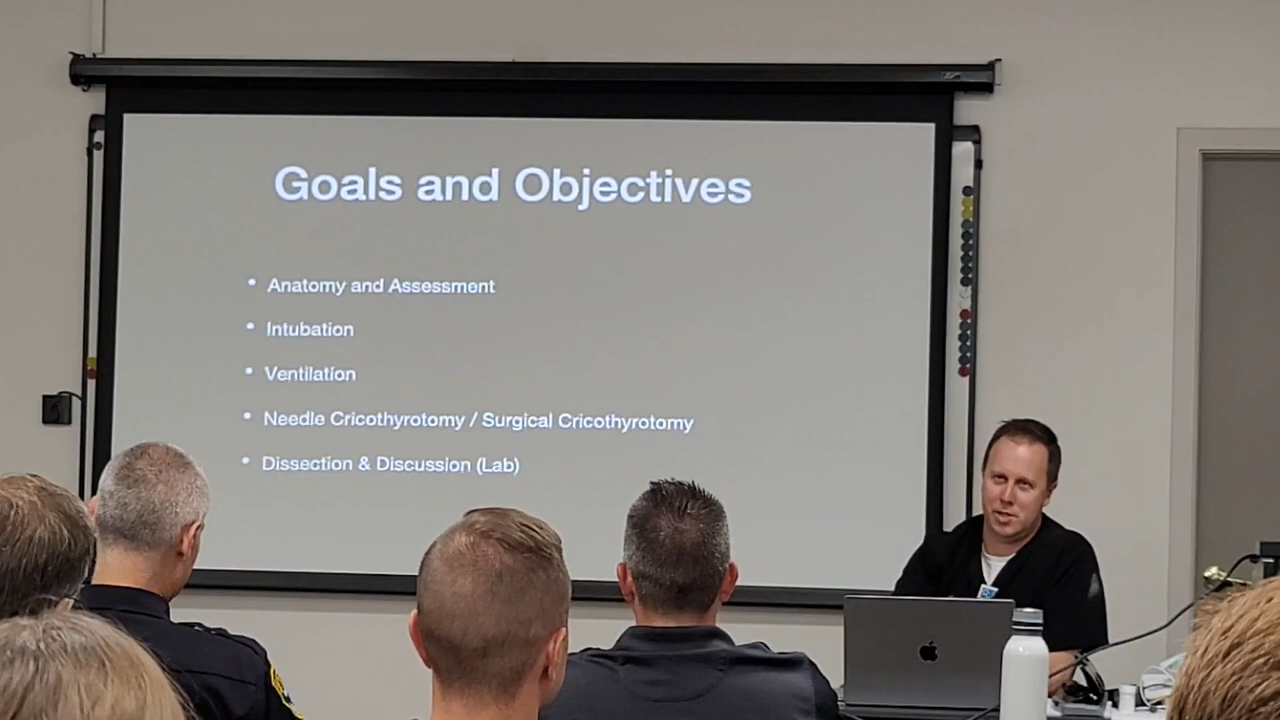 Goals and Objectives
• Anatomy and Assessment
• Intubation
• Ventilation
• Needle Cricothyrotomy / Surgical Cricothyrotomy
• Dissection & Discussion (Lab)